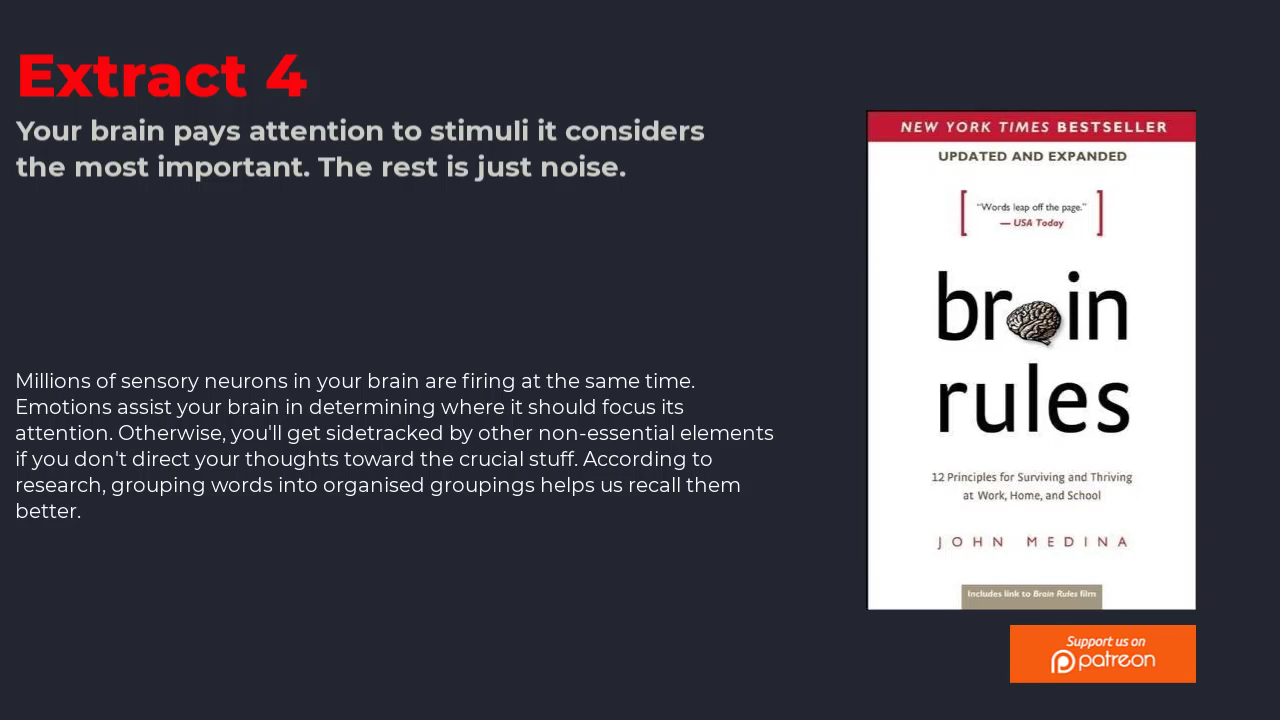 Extract 4
Your brain pays attention to stimuli it considers
the most important. The rest is just noise.
Millions of sensory neurons in your brain are firing at the same time.
Emotions assist your brain in determining where it should focus its
attention. Otherwise, you'll get sidetracked by other non-essential elements
if you don't direct your thoughts toward the crucial stuff. According to
research, grouping words into organised groupings helps us recall them
better.
NEW YORK TIMES BESTSELLER
UPDATED AND EXPANDED
"Words leap off the page."
— USA Today
brain
rules
12 Principles for Surviving and Thriving
at Work, Home, and School
JOHN MEDINA
Includes link to Brain Rules film
Support us on
patreon